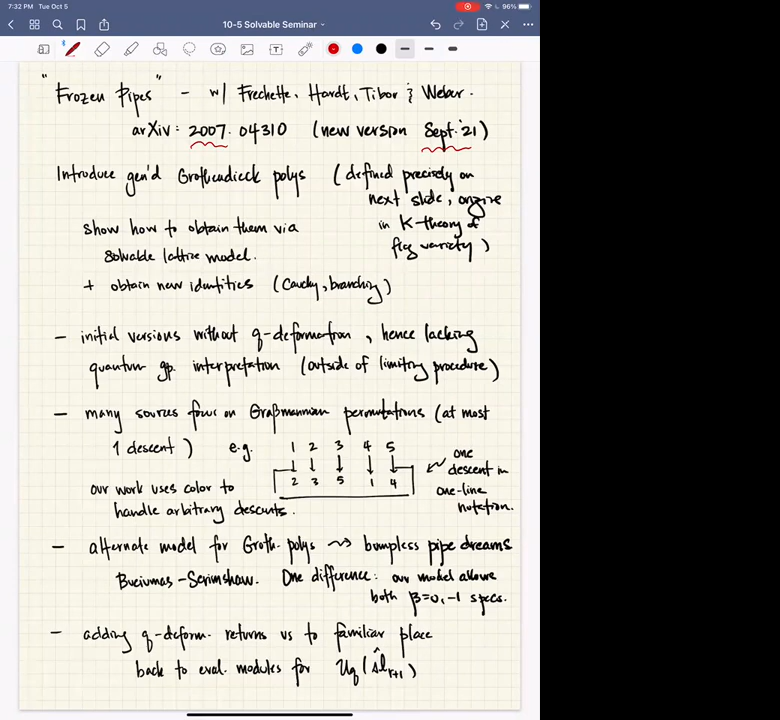 7:32 PM Tue Oct 5
96%
10-5 Solvable Seminar
"Frozen Pipes" - w/ Frechette, Hardt, Tibor & Weber.
arXiv: 2007.04310 (new version Sept. '21)
Introduce gen'd Grothendieck polys (defined precisely on
next slide, origins
show how to obtain them via in K-theory of
flag variety)
solvable lattice model.
+ obtain new identities (Cauchy, branching)
- initial versions without q-deformation, hence lacking
quantum gp. interpretation (outside of limiting procedure)
- many sources focus on Graßmannian permutations (at most
1 descent) e.g. 1 2 3 4 5
↓ ↓ ↓ ↓ ↓
2 3 5 1 4
one
descent in
one-line
notation.
our work uses color to
handle arbitrary descents.
- alternate model for Groth. polys ⇝ bumpless pipe dreams
Buciumas-Scrimshaw. One difference: our model allows
both β=0,-1 specs.
- adding q-deform. returns us to familiar place
back to eval. modules for Uq(ŝl_{r+1})